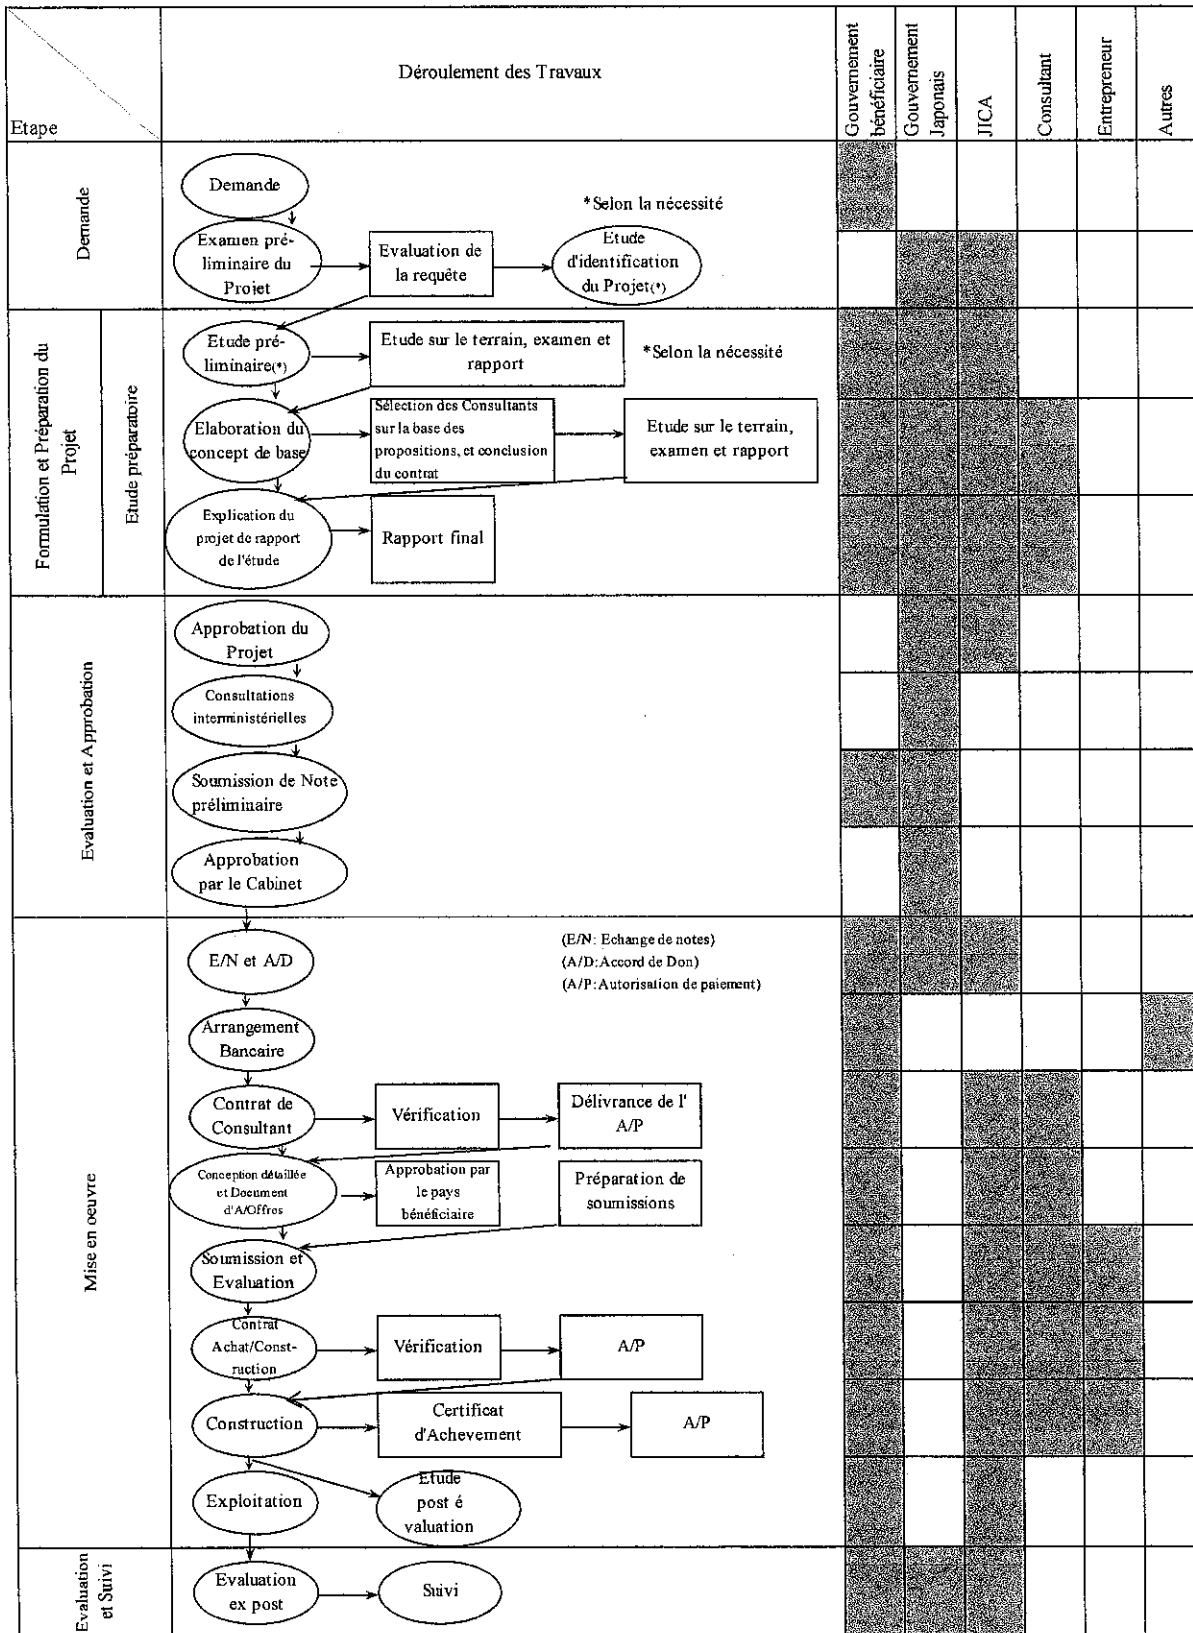 Etape
Déroulement des Travaux
Gouvernement
bénéficiaire
Gouvernement
Japonais
JICA
Consultant
Entrepreneur
Autres
Demande
Demande
*Selon la nécessité
Examen pré-
liminaire du
Projet
Evaluation de
la requête
Etude
d'identification
du Projet(*)
Formulation et Préparation du
Projet
Etude préparatoire
Etude pré-
liminaire(*)
Etude sur le terrain, examen et
rapport
*Selon la nécessité
Elaboration du
concept de base
Sélection des Consultants
sur la base des
propositions, et conclusion
du contrat
Etude sur le terrain,
examen et rapport
Explication du
projet de rapport
de l'étude
Rapport final
Evaluation et Approbation
Approbation du
Projet
Consultations
interministérielles
Soumission de Note
préliminaire
Approbation
par le Cabinet
Mise en oeuvre
E/N et A/D
(E/N: Echange de notes)
(A/D:Accord de Don)
(A/P:Autorisation de paiement)
Arrangement
Bancaire
Contrat de
Consultant
Vérification
Délivrance de l'
A/P
Conception détaillée
et Document
d'A/Offros
Approbation par
le pays
bénéficiaire
Préparation de
soumissions
Soumission et
Evaluation
Contrat
Achat/Const-
ruction
Vérification
A/P
Construction
Certificat
d'Achevement
A/P
Exploitation
Etude
post é
valuation
Evaluation
et Suivi
Evaluation
ex post
Suivi